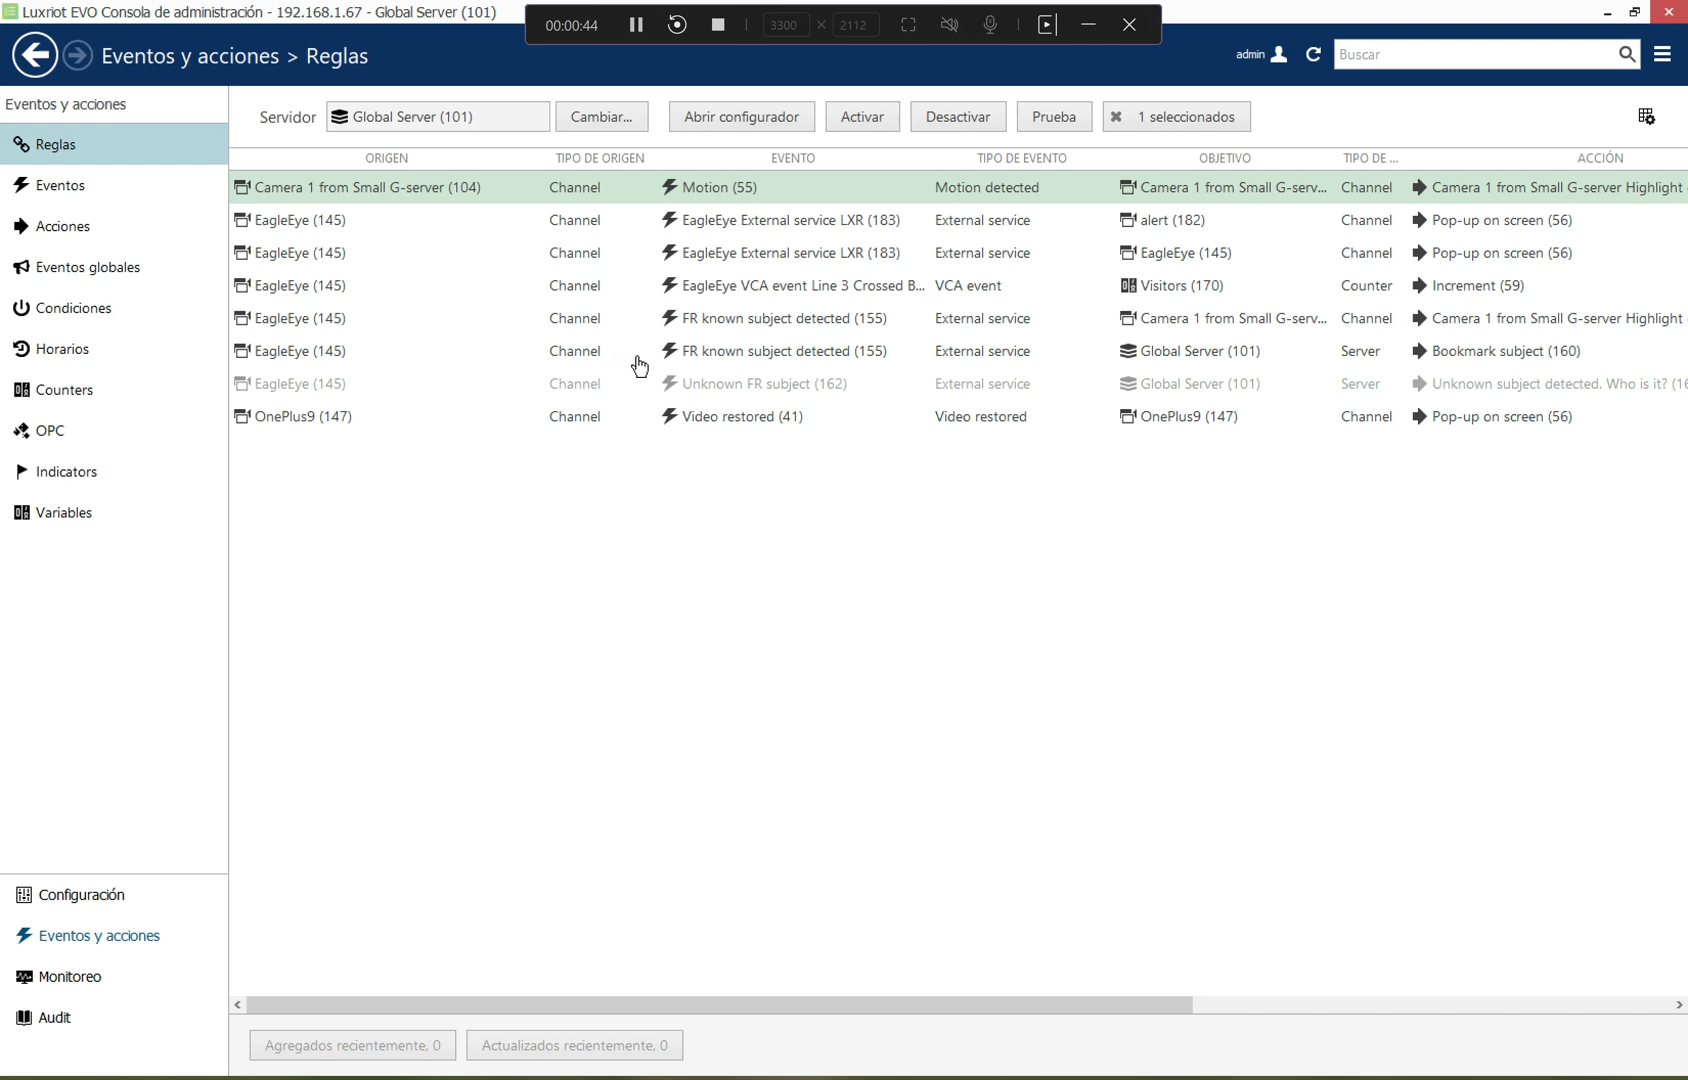 Luxriot EVO Consola de administración - 192.168.1.67 - Global Server (101)
00:00:44
3300 × 2112
Eventos y acciones > Reglas
admin
Buscar
Eventos y acciones
Servidor
Global Server (101)
Cambiar...
Abrir configurador
Activar
Desactivar
Prueba
1 seleccionados
Reglas
Eventos
Acciones
Eventos globales
Condiciones
Horarios
Counters
OPC
Indicators
Variables
ORIGEN TIPO DE ORIGEN EVENTO TIPO DE EVENTO OBJETIVO TIPO DE ... ACCIÓN
Camera 1 from Small G-server (104) Channel Motion (55) Motion detected Camera 1 from Small G-serv... Channel Camera 1 from Small G-server Highlight
EagleEye (145) Channel EagleEye External service LXR (183) External service alert (182) Channel Pop-up on screen (56)
EagleEye (145) Channel EagleEye External service LXR (183) External service EagleEye (145) Channel Pop-up on screen (56)
EagleEye (145) Channel EagleEye VCA event Line 3 Crossed B... VCA event Visitors (170) Counter Increment (59)
EagleEye (145) Channel FR known subject detected (155) External service Camera 1 from Small G-serv... Channel Camera 1 from Small G-server Highlight
EagleEye (145) Channel FR known subject detected (155) External service Global Server (101) Server Bookmark subject (160)
EagleEye (145) Channel Unknown FR subject (162) External service Global Server (101) Server Unknown subject detected. Who is it? (16
OnePlus9 (147) Channel Video restored (41) Video restored OnePlus9 (147) Channel Pop-up on screen (56)
Configuración
Eventos y acciones
Monitoreo
Audit
Agregados recientemente, 0
Actualizados recientemente, 0